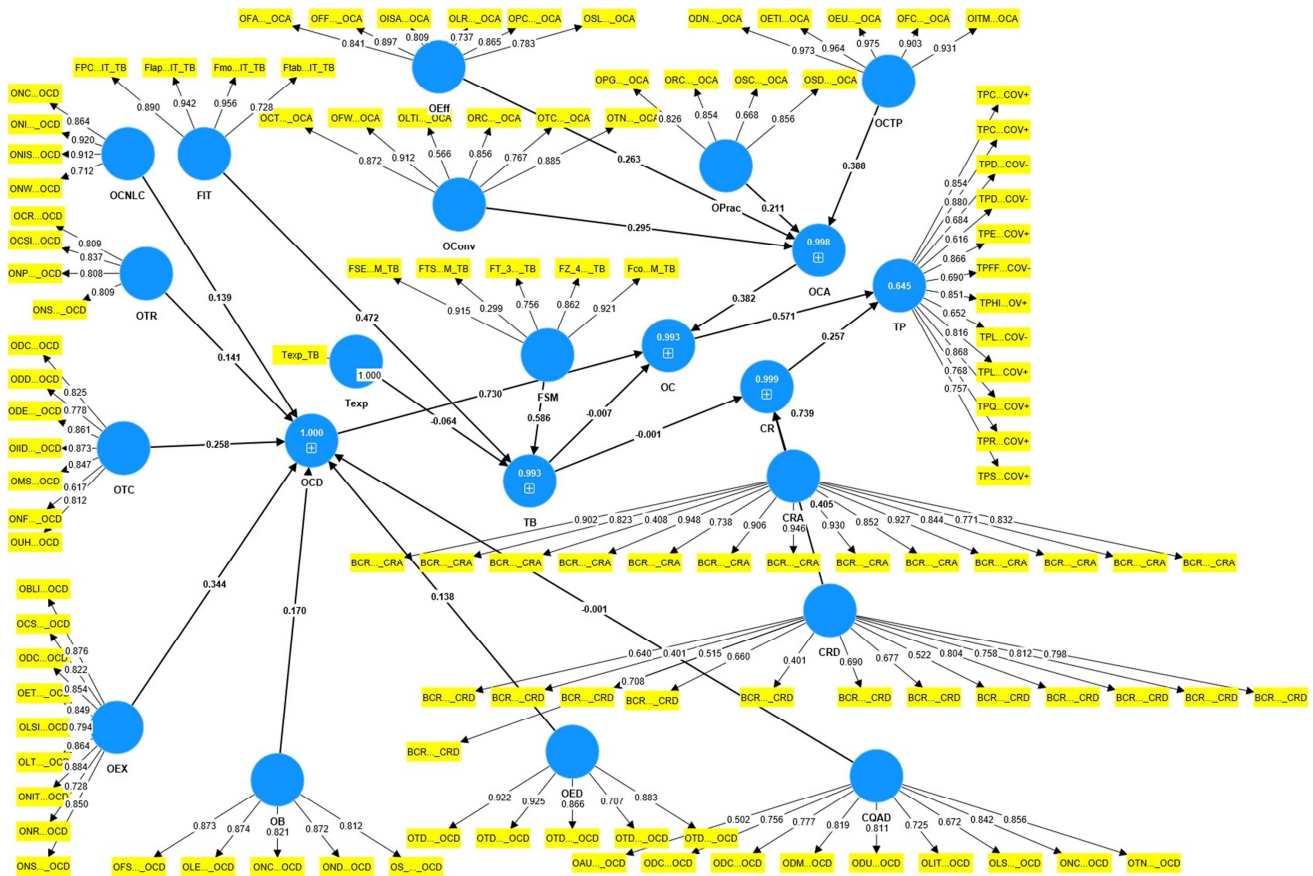 OFA..._OCA
OFF..._OCA
OISA...OCA
OLR..._OCA
OPC..._OCA
OSL..._OCA
0.841
0.897
0.809
0.737
0.865
0.783
OEff
ODN..._OCA
OETI...OCA
OEU..._OCA
OFC..._OCA
OITM...OCA
0.973
0.964
0.975
0.903
0.931
OCTP
FPC...IT_TB
Flap...IT_TB
Fmo...IT_TB
Ftab...IT_TB
0.890
0.942
0.956
0.728
FIT
OPG..._OCA
ORC..._OCA
OSC..._OCA
OSD..._OCA
0.826
0.854
0.668
0.856
OPrac
ONC...OCD
ONI..._OCD
ONIS...OCD
ONW...OCD
0.864
0.920
0.912
0.712
OCNLC
OCT..._OCA
OFW..._OCA
OLTI..._OCA
ORC..._OCA
OTC..._OCA
OTN..._OCA
0.872
0.912
0.566
0.856
0.767
0.885
OConv
0.263
0.388
0.211
0.295
0.998
OCA
TPC...COV+
TPC...COV+
TPD...COV-
TPD...COV-
TPE...COV+
TPFF...COV-
TPHI...OV+
TPL...COV-
TPL...COV+
TPQ...COV+
TPR...COV+
TPS...COV+
0.854
0.880
0.684
0.616
0.866
0.690
0.851
0.652
0.816
0.868
0.768
0.757
0.645
TP
OCR...OCD
OCSI...OCD
ONP..._OCD
ONS..._OCD
0.809
0.837
0.808
0.809
OTR
0.139
0.141
0.472
FSE...M_TB
FTS...M_TB
FT_3..._TB
FZ_4..._TB
Fco...M_TB
0.915
0.299
0.756
0.862
0.921
FSM
0.382
0.571
0.257
0.993
OC
0.999
CR
Texp_TB
1.000
Texp
0.730
0.586
-0.007
-0.064
-0.001
0.739
ODC...OCD
ODD...OCD
ODE..._OCD
OIID..._OCD
OMS...OCD
ONF..._OCD
OUH...OCD
0.825
0.778
0.861
0.873
0.847
0.617
0.812
OTC
0.258
1.000
OCD
0.993
TB
CRA
0.405
0.902
0.823
0.408
0.948
0.738
0.906
0.946
0.930
0.852
0.927
0.844
0.771
0.832
BCR..._CRA
BCR..._CRA
BCR..._CRA
BCR..._CRA
BCR..._CRA
BCR..._CRA
BCR..._CRA
BCR..._CRA
BCR..._CRA
BCR..._CRA
BCR..._CRA
BCR..._CRA
BCR..._CRA
0.344
0.170
0.138
-0.001
CRD
0.640
0.401
0.515
0.708
0.660
0.401
0.690
0.677
0.522
0.804
0.758
0.812
0.798
BCR..._CRD
BCR..._CRD
BCR..._CRD
BCR..._CRD
BCR..._CRD
BCR..._CRD
BCR..._CRD
BCR..._CRD
BCR..._CRD
BCR..._CRD
BCR..._CRD
BCR..._CRD
BCR..._CRD
OBLI...OCD
OCS..._OCD
ODC...OCD
OET..._OCD
OLSI...OCD
OLT..._OCD
ONIT...OCD
ONR...OCD
ONS..._OCD
0.876
0.822
0.854
0.849
0.794
0.864
0.884
0.728
0.850
OEX
OB
0.873
0.874
0.821
0.872
0.812
OFS..._OCD
OLE..._OCD
ONC...OCD
OND...OCD
OS_..._OCD
OED
0.922
0.925
0.866
0.707
0.883
OTD..._OCD
OTD..._OCD
OTD..._OCD
OTD..._OCD
OTD..._OCD
CQAD
0.502
0.756
0.777
0.819
0.811
0.725
0.672
0.842
0.856
OAU..._OCD
ODC...OCD
ODC...OCD
ODM...OCD
ODU...OCD
OLIT...OCD
OLS..._OCD
ONC...OCD
OTN..._OCD